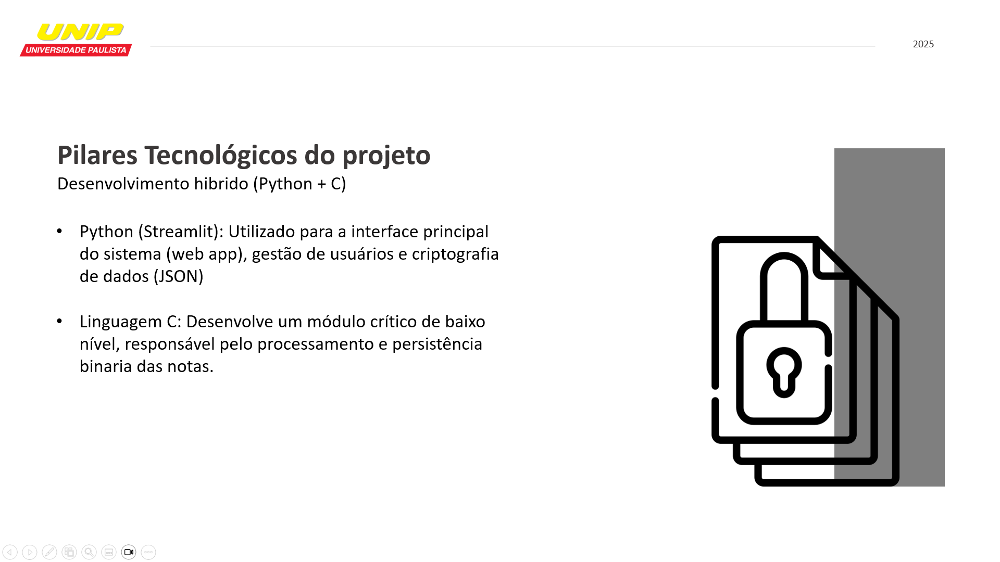 UNIP
UNIVERSIDADE PAULISTA
2025
Pilares Tecnológicos do projeto
Desenvolvimento hibrido (Python + C)
• Python (Streamlit): Utilizado para a interface principal
do sistema (web app), gestão de usuários e criptografia
de dados (JSON)
• Linguagem C: Desenvolve um módulo crítico de baixo
nível, responsável pelo processamento e persistência
binaria das notas.